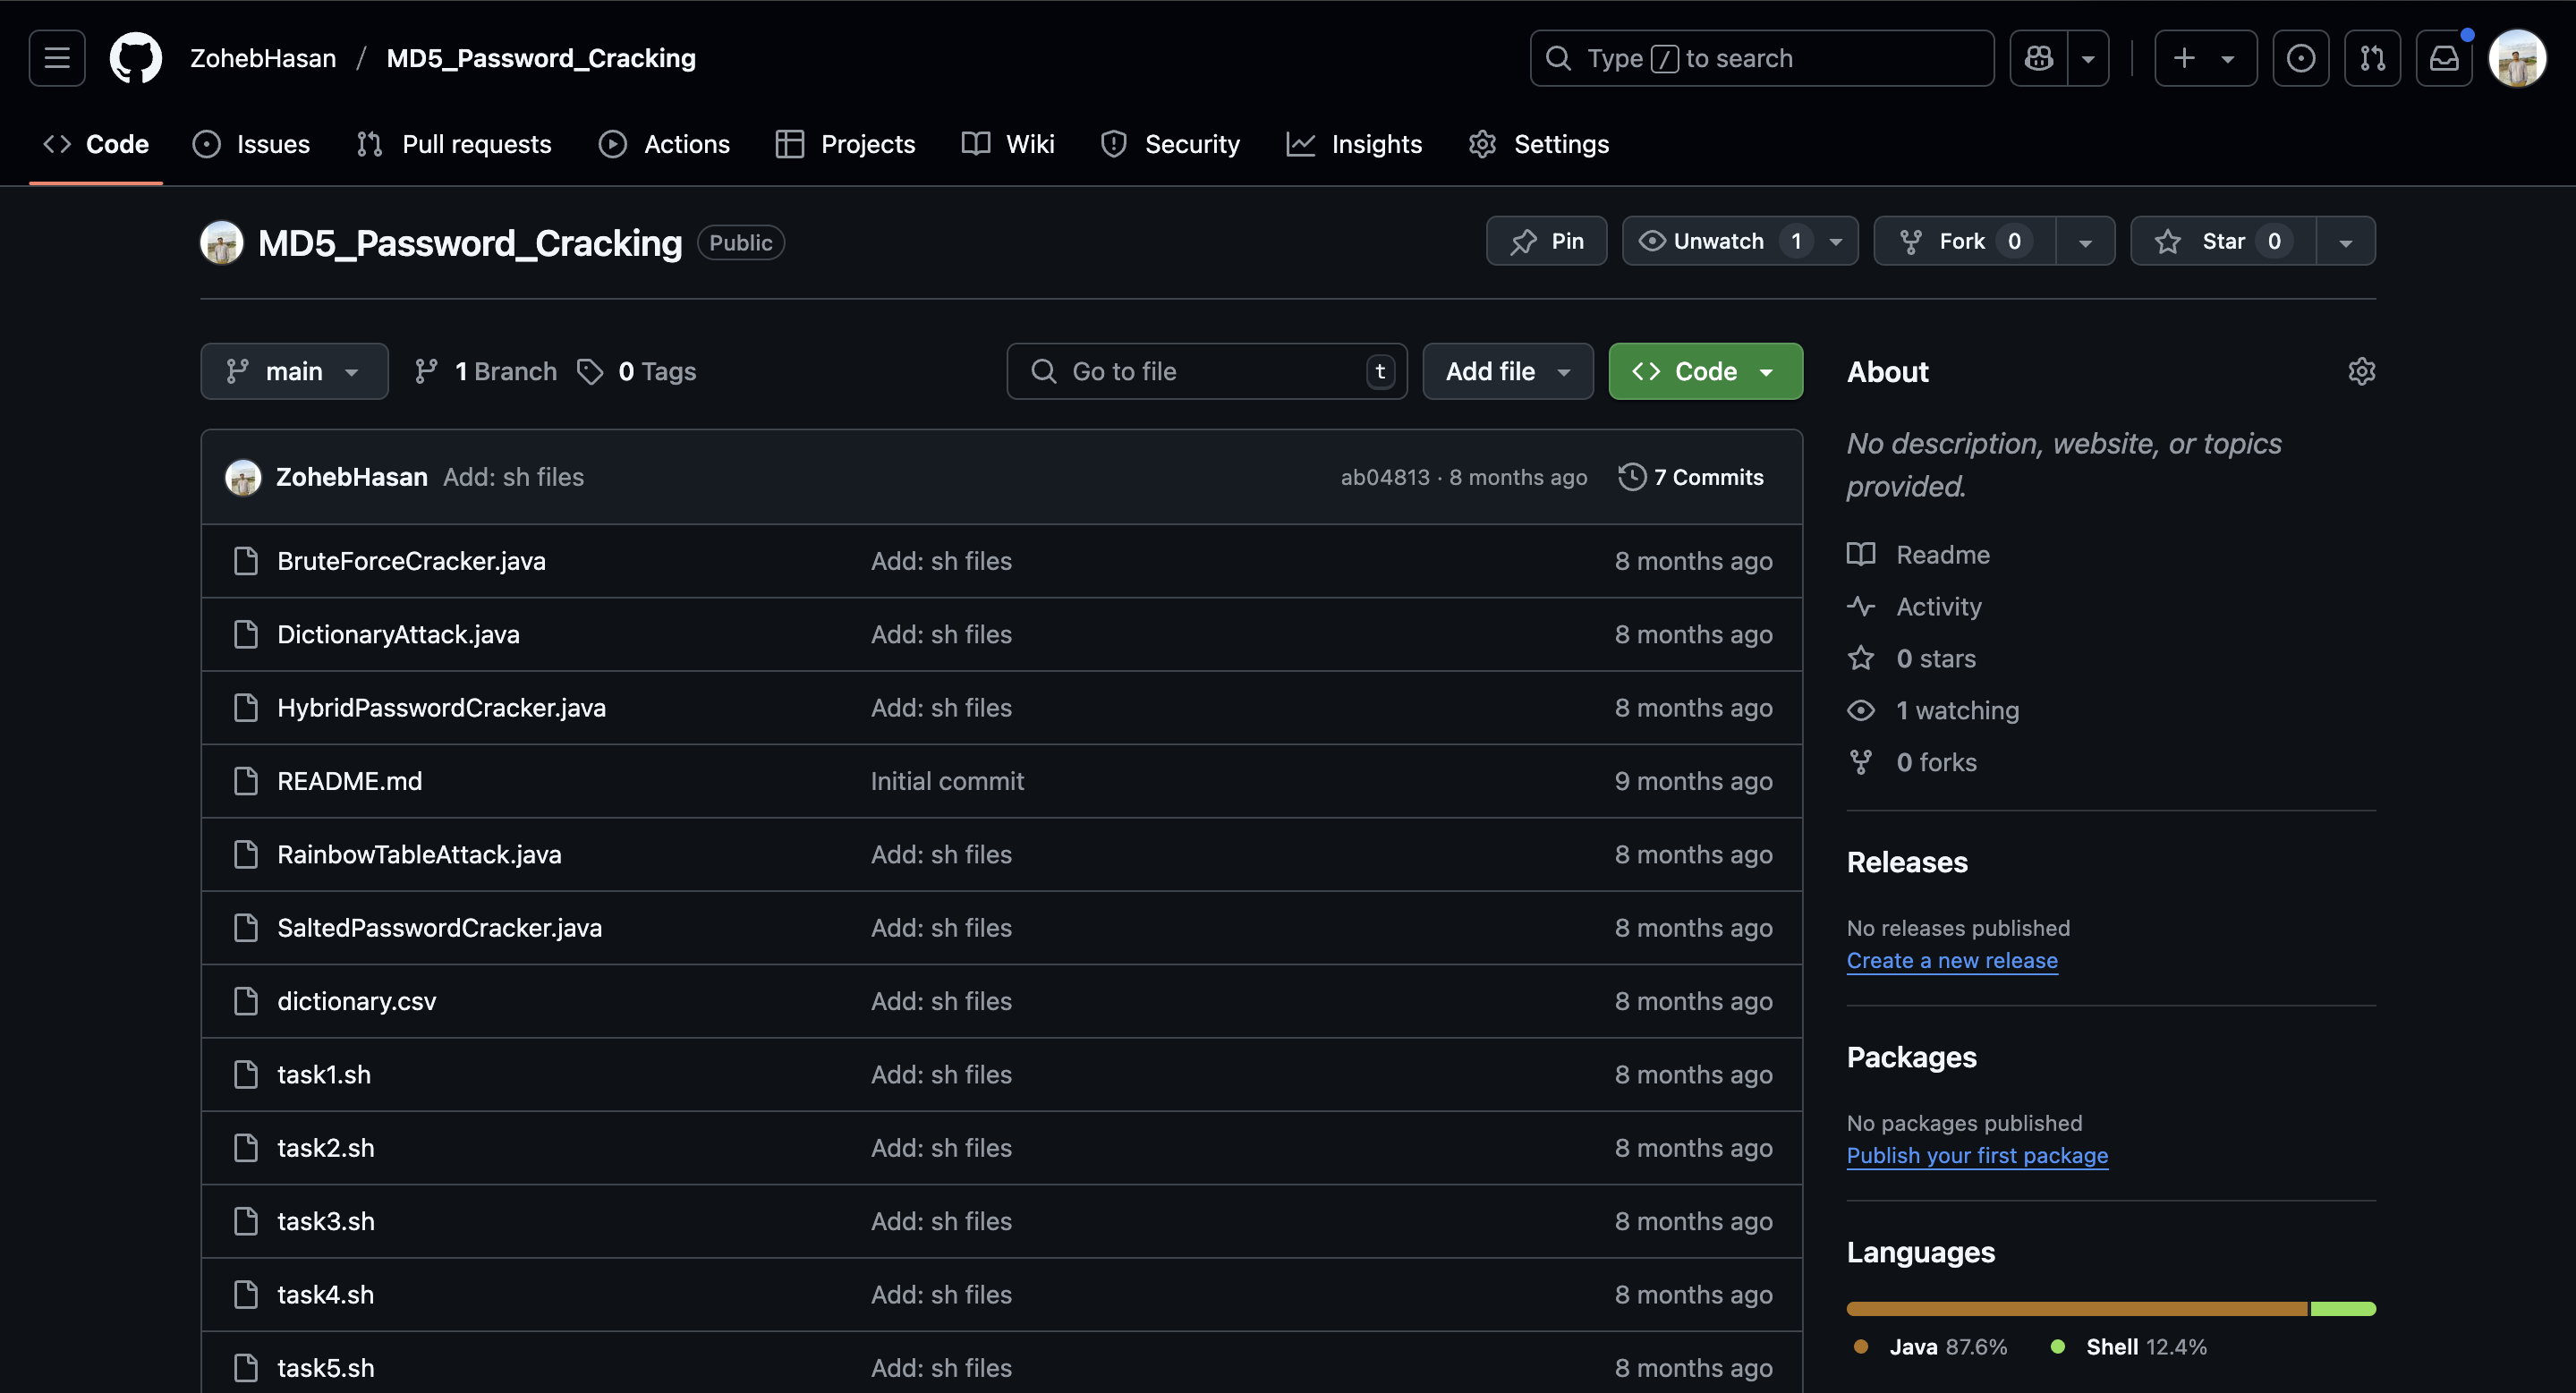 ZohebHasan / MD5_Password_Cracking
Type / to search
Code Issues Pull requests Actions Projects Wiki Security Insights Settings
MD5_Password_Cracking Public
Pin Unwatch 1 Fork 0 Star 0
main 1 Branch 0 Tags Go to file t Add file Code
ZohebHasan Add: sh files ab04813 · 8 months ago 7 Commits
BruteForceCracker.java Add: sh files 8 months ago
DictionaryAttack.java Add: sh files 8 months ago
HybridPasswordCracker.java Add: sh files 8 months ago
README.md Initial commit 9 months ago
RainbowTableAttack.java Add: sh files 8 months ago
SaltedPasswordCracker.java Add: sh files 8 months ago
dictionary.csv Add: sh files 8 months ago
task1.sh Add: sh files 8 months ago
task2.sh Add: sh files 8 months ago
task3.sh Add: sh files 8 months ago
task4.sh Add: sh files 8 months ago
task5.sh Add: sh files 8 months ago
About
No description, website, or topics
provided.
Readme
Activity
0 stars
1 watching
0 forks
Releases
No releases published
Create a new release
Packages
No packages published
Publish your first package
Languages
Java 87.6% Shell 12.4%